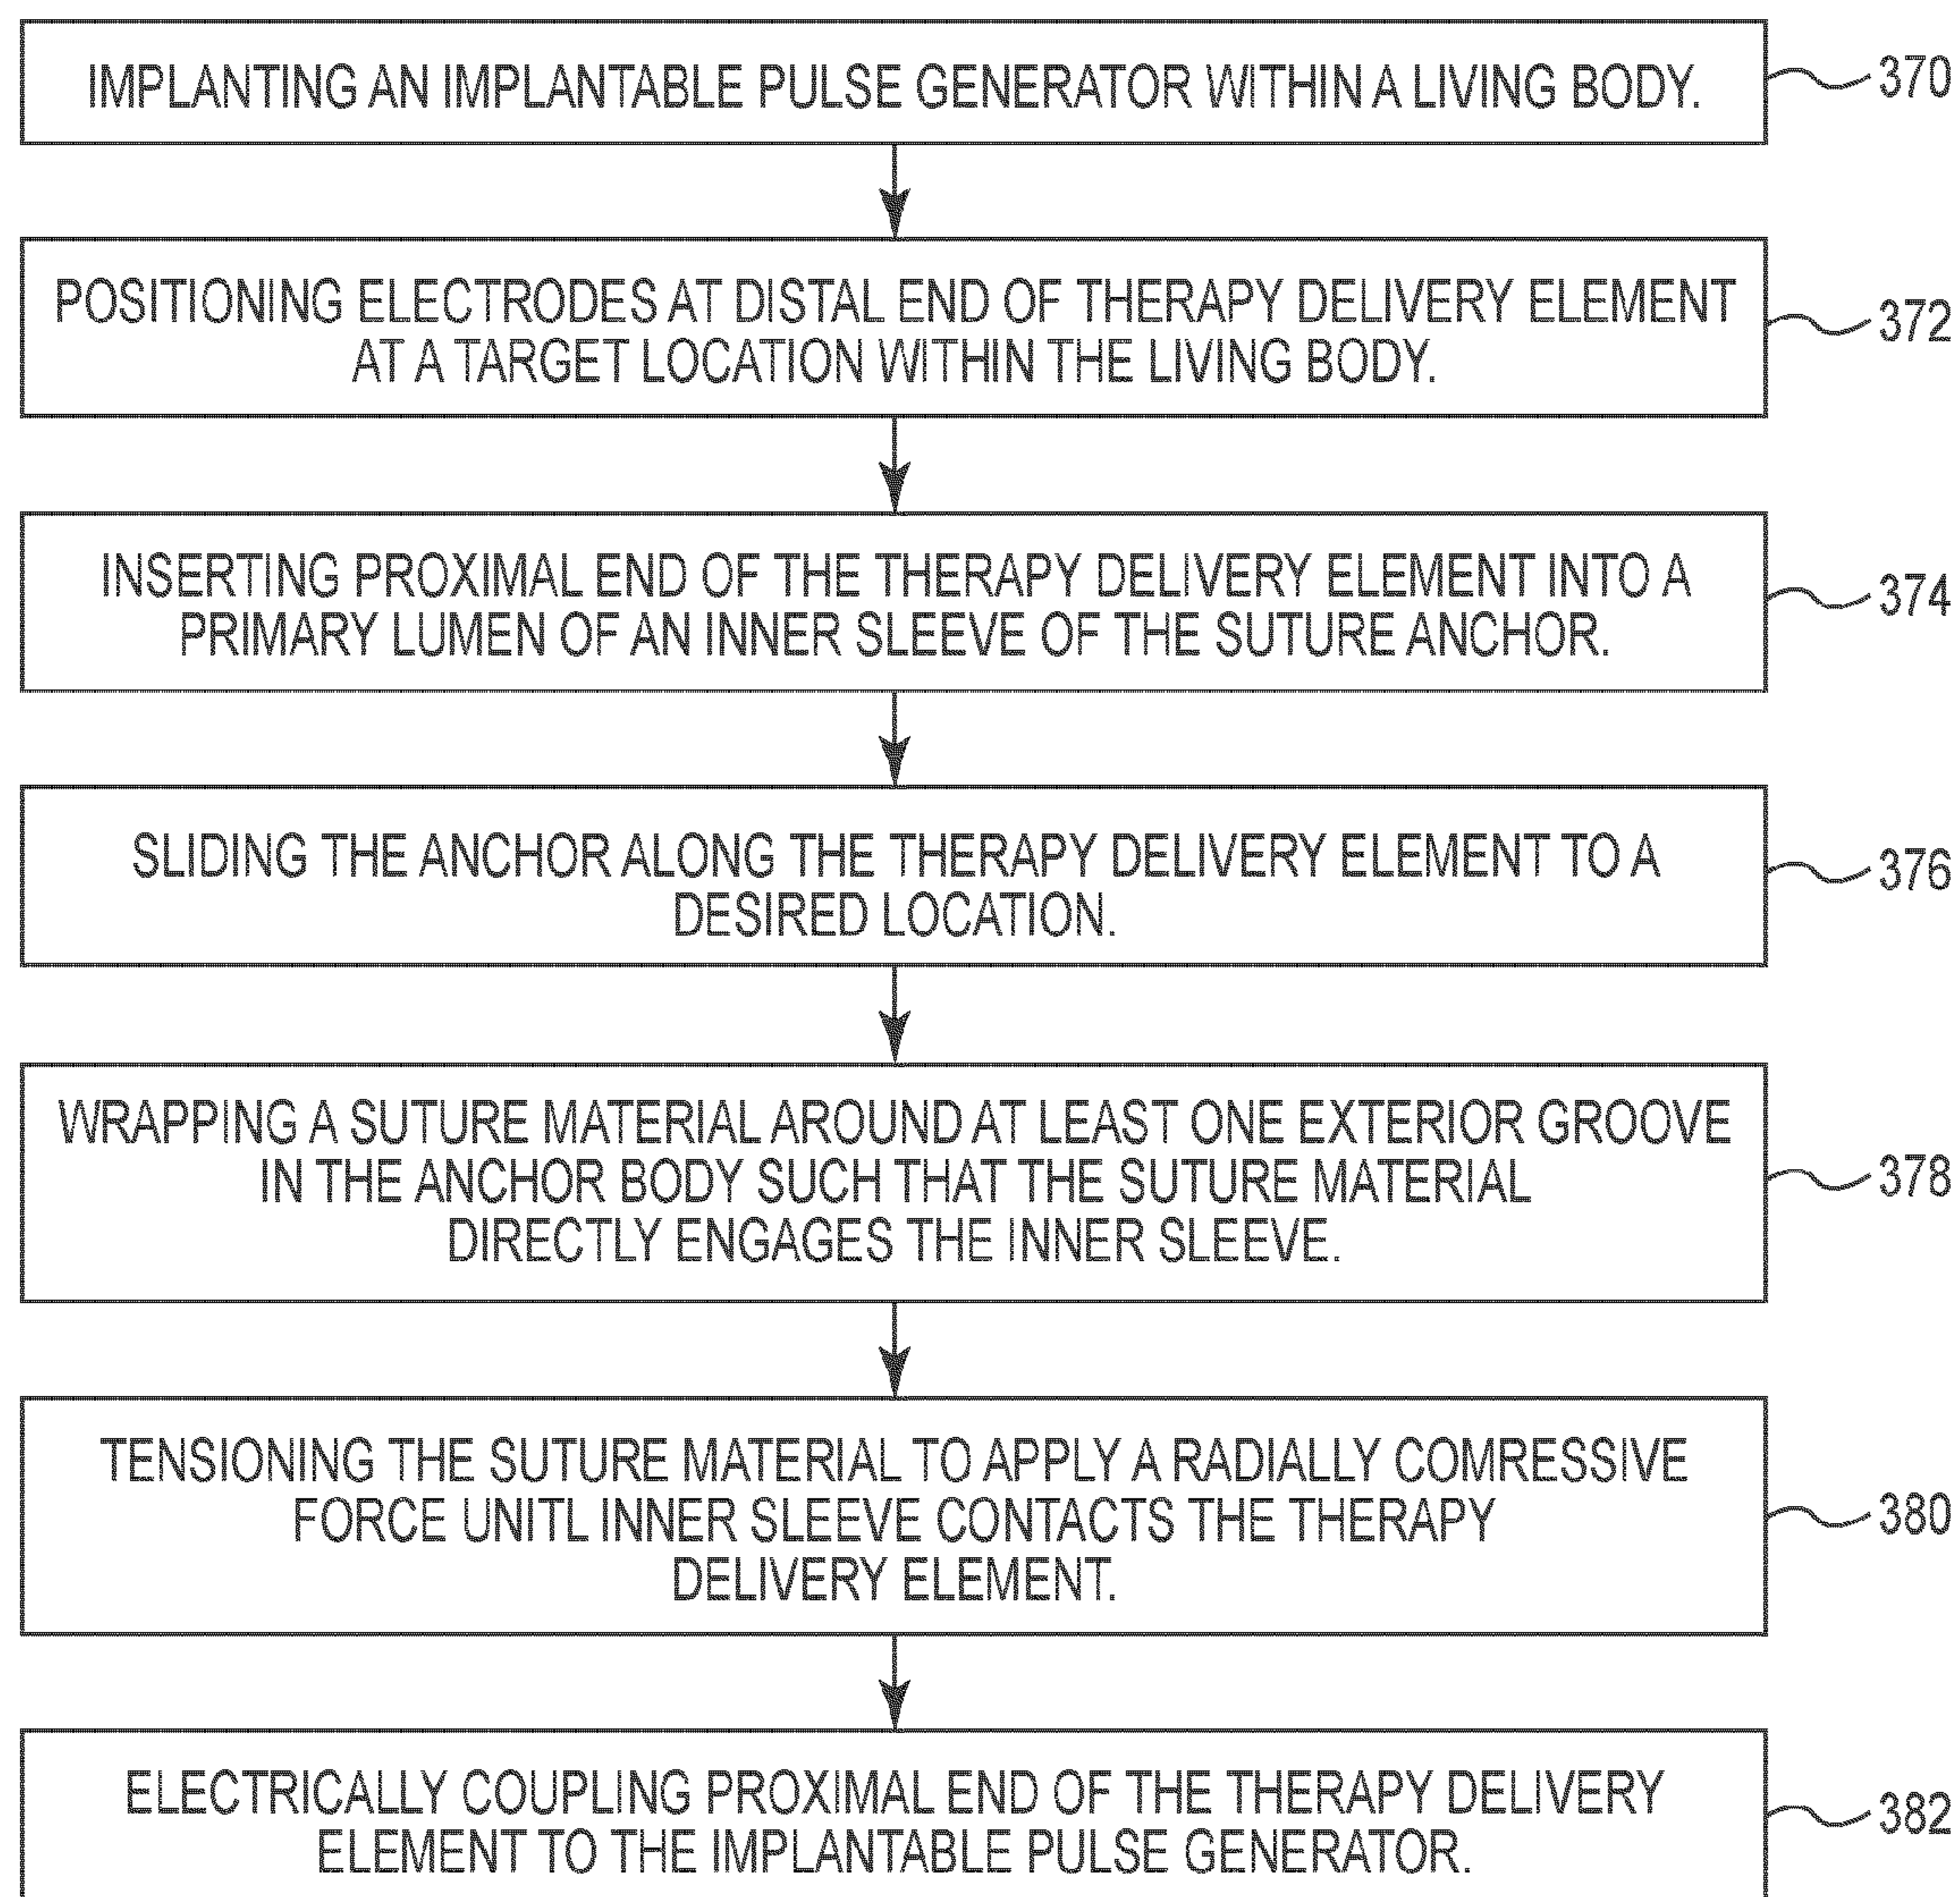 IMPLANTING AN IMPLANTABLE PULSE GENERATOR WITHIN A LIVING BODY.
370
POSITIONING ELECTRODES AT DISTAL END OF THERAPY DELIVERY ELEMENT
AT A TARGET LOCATION WITHIN THE LIVING BODY.
372
INSERTING PROXIMAL END OF THE THERAPY DELIVERY ELEMENT INTO A
PRIMARY LUMEN OF AN INNER SLEEVE OF THE SUTURE ANCHOR.
374
SLIDING THE ANCHOR ALONG THE THERAPY DELIVERY ELEMENT TO A
DESIRED LOCATION.
376
WRAPPING A SUTURE MATERIAL AROUND AT LEAST ONE EXTERIOR GROOVE
IN THE ANCHOR BODY SUCH THAT THE SUTURE MATERIAL
DIRECTLY ENGAGES THE INNER SLEEVE.
378
TENSIONING THE SUTURE MATERIAL TO APPLY A RADIALLY COMRESSIVE
FORCE UNITL INNER SLEEVE CONTACTS THE THERAPY
DELIVERY ELEMENT.
380
ELECTRICALLY COUPLING PROXIMAL END OF THE THERAPY DELIVERY
ELEMENT TO THE IMPLANTABLE PULSE GENERATOR.
382